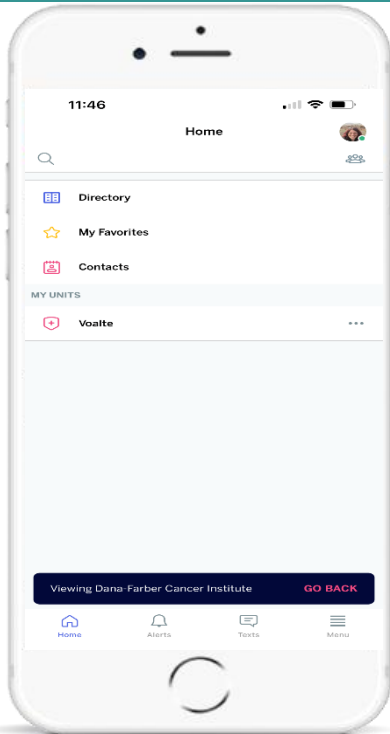 11:46
Home
Directory
My Favorites
Contacts
MY UNITS
Voalte
Viewing Dana-Farber Cancer Institute GO BACK
Home Alerts Texts Menu